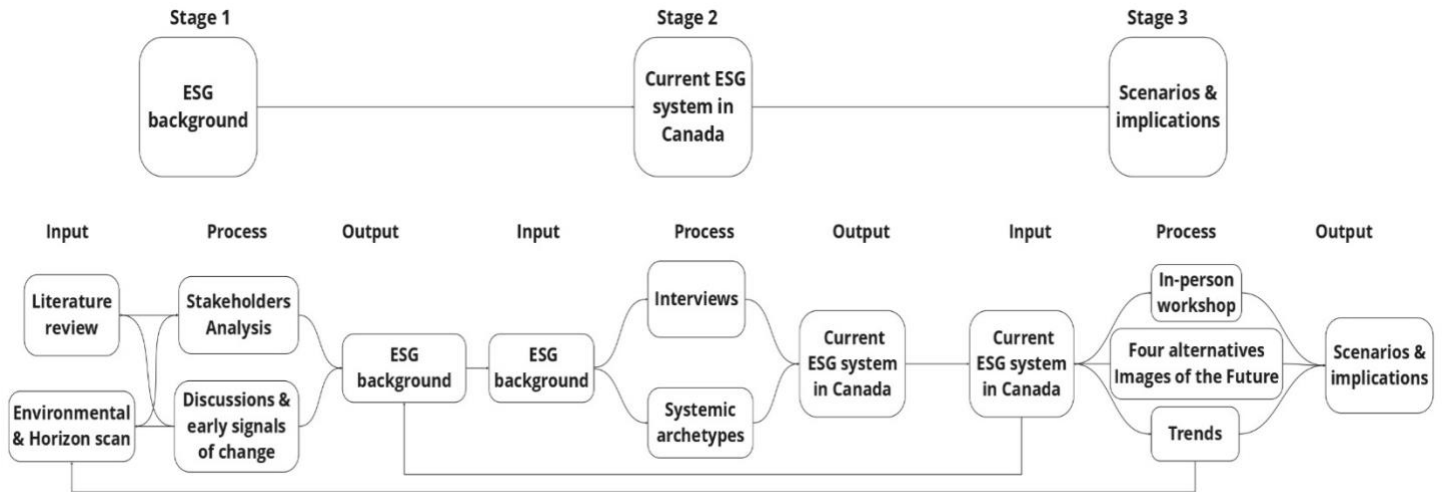 Stage 1
Stage 2
Stage 3
ESG
background
Current ESG
system in
Canada
Scenarios &
implications
Input
Process
Output
Input
Process
Output
Input
Process
Output
Literature
review
Stakeholders
Analysis
Environmental
& Horizon scan
Discussions &
early signals
of change
ESG
background
ESG
background
Interviews
Systemic
archetypes
Current
ESG system
in Canada
Current
ESG system
in Canada
In-person
workshop
Four alternatives
Images of the Future
Trends
Scenarios &
implications